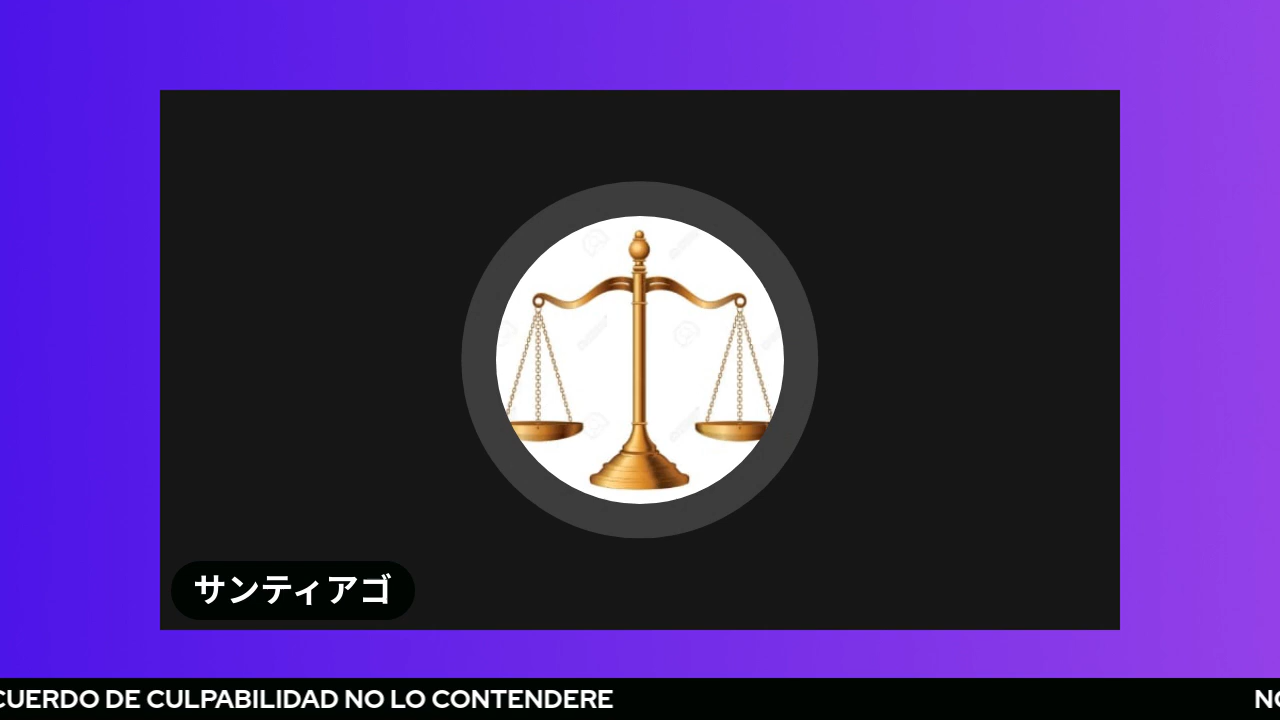 サンティアゴ
CUERDO DE CULPABILIDAD NO LO CONTENDERE